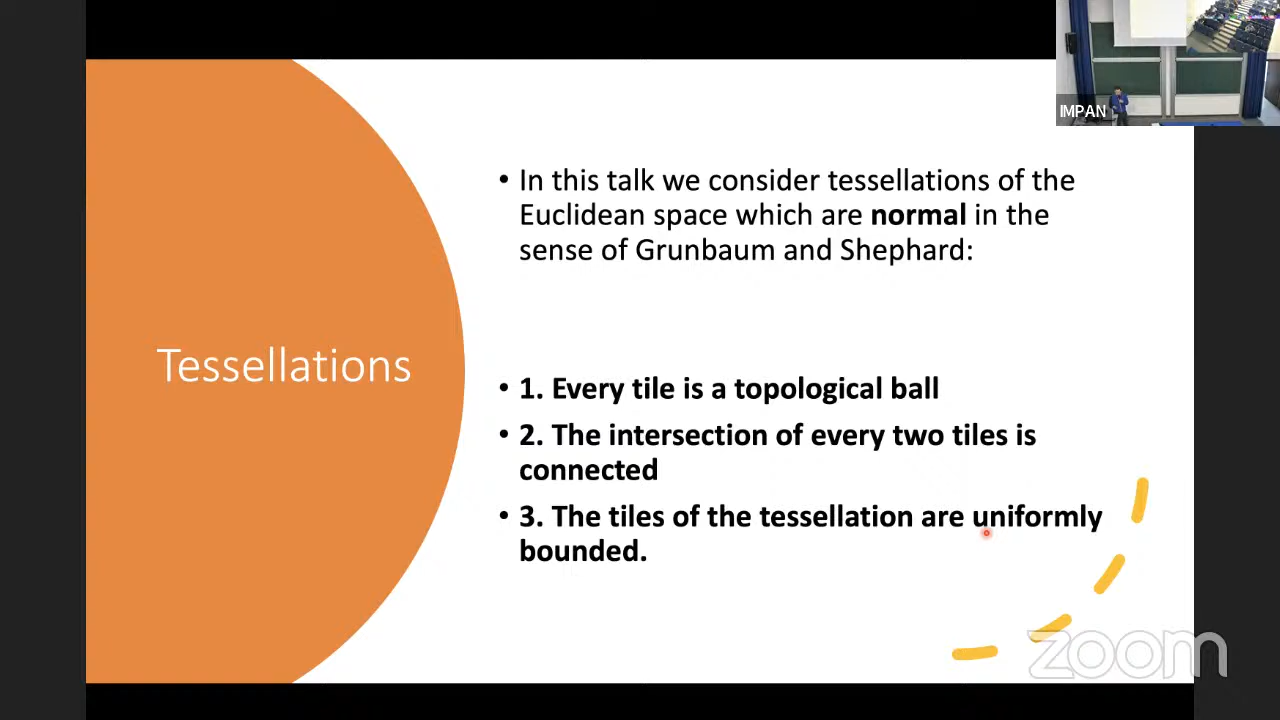 IMPAN
• In this talk we consider tessellations of the
Euclidean space which are normal in the
sense of Grunbaum and Shephard:
Tessellations
• 1. Every tile is a topological ball
• 2. The intersection of every two tiles is
connected
• 3. The tiles of the tessellation are uniformly
bounded.
zoom